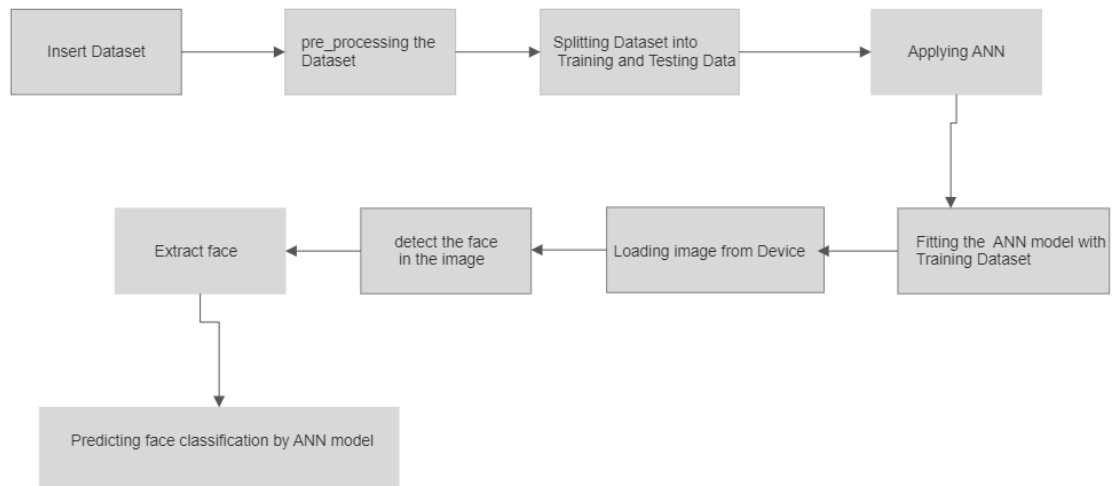 Insert Dataset
pre_processing the
Dataset
Splitting Dataset into
Training and Testing Data
Applying ANN
Fitting the ANN model with
Training Dataset
Loading image from Device
detect the face
in the image
Extract face
Predicting face classification by ANN model